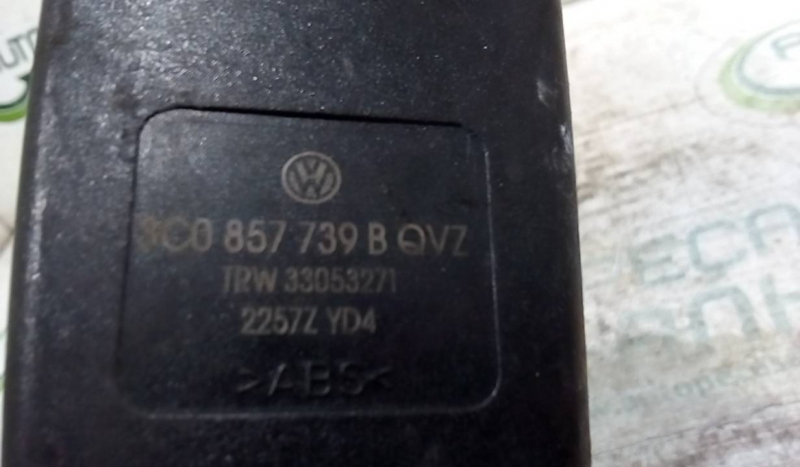 3C0 857 739 B QVZ
TRW 33053271
2257Z YD4
>ABS<